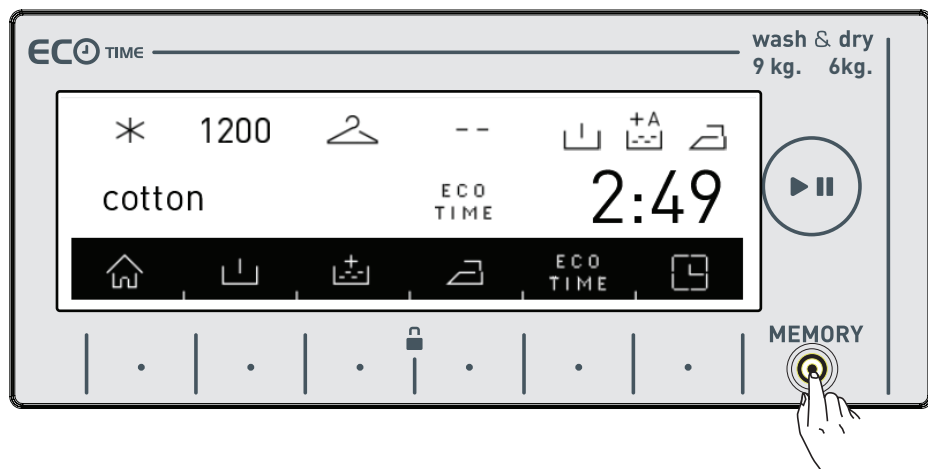 ECO TIME
wash & dry
9 kg. 6kg.
1200
--
+A
cotton
ECO
TIME
2:49
ECO
TIME
MEMORY